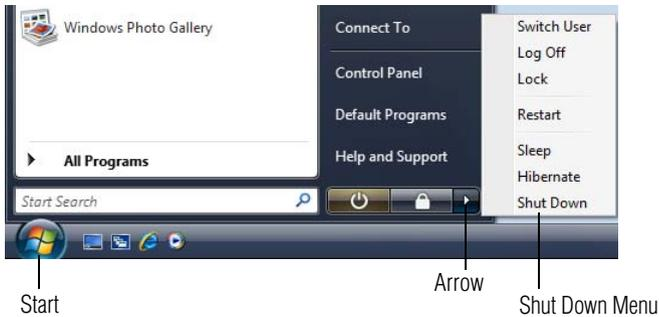 Windows Photo Gallery
All Programs
Start Search
Connect To
Control Panel
Default Programs
Help and Support
Switch User
Log Off
Lock
Restart
Sleep
Hibernate
Shut Down
Start
Arrow
Shut Down Menu